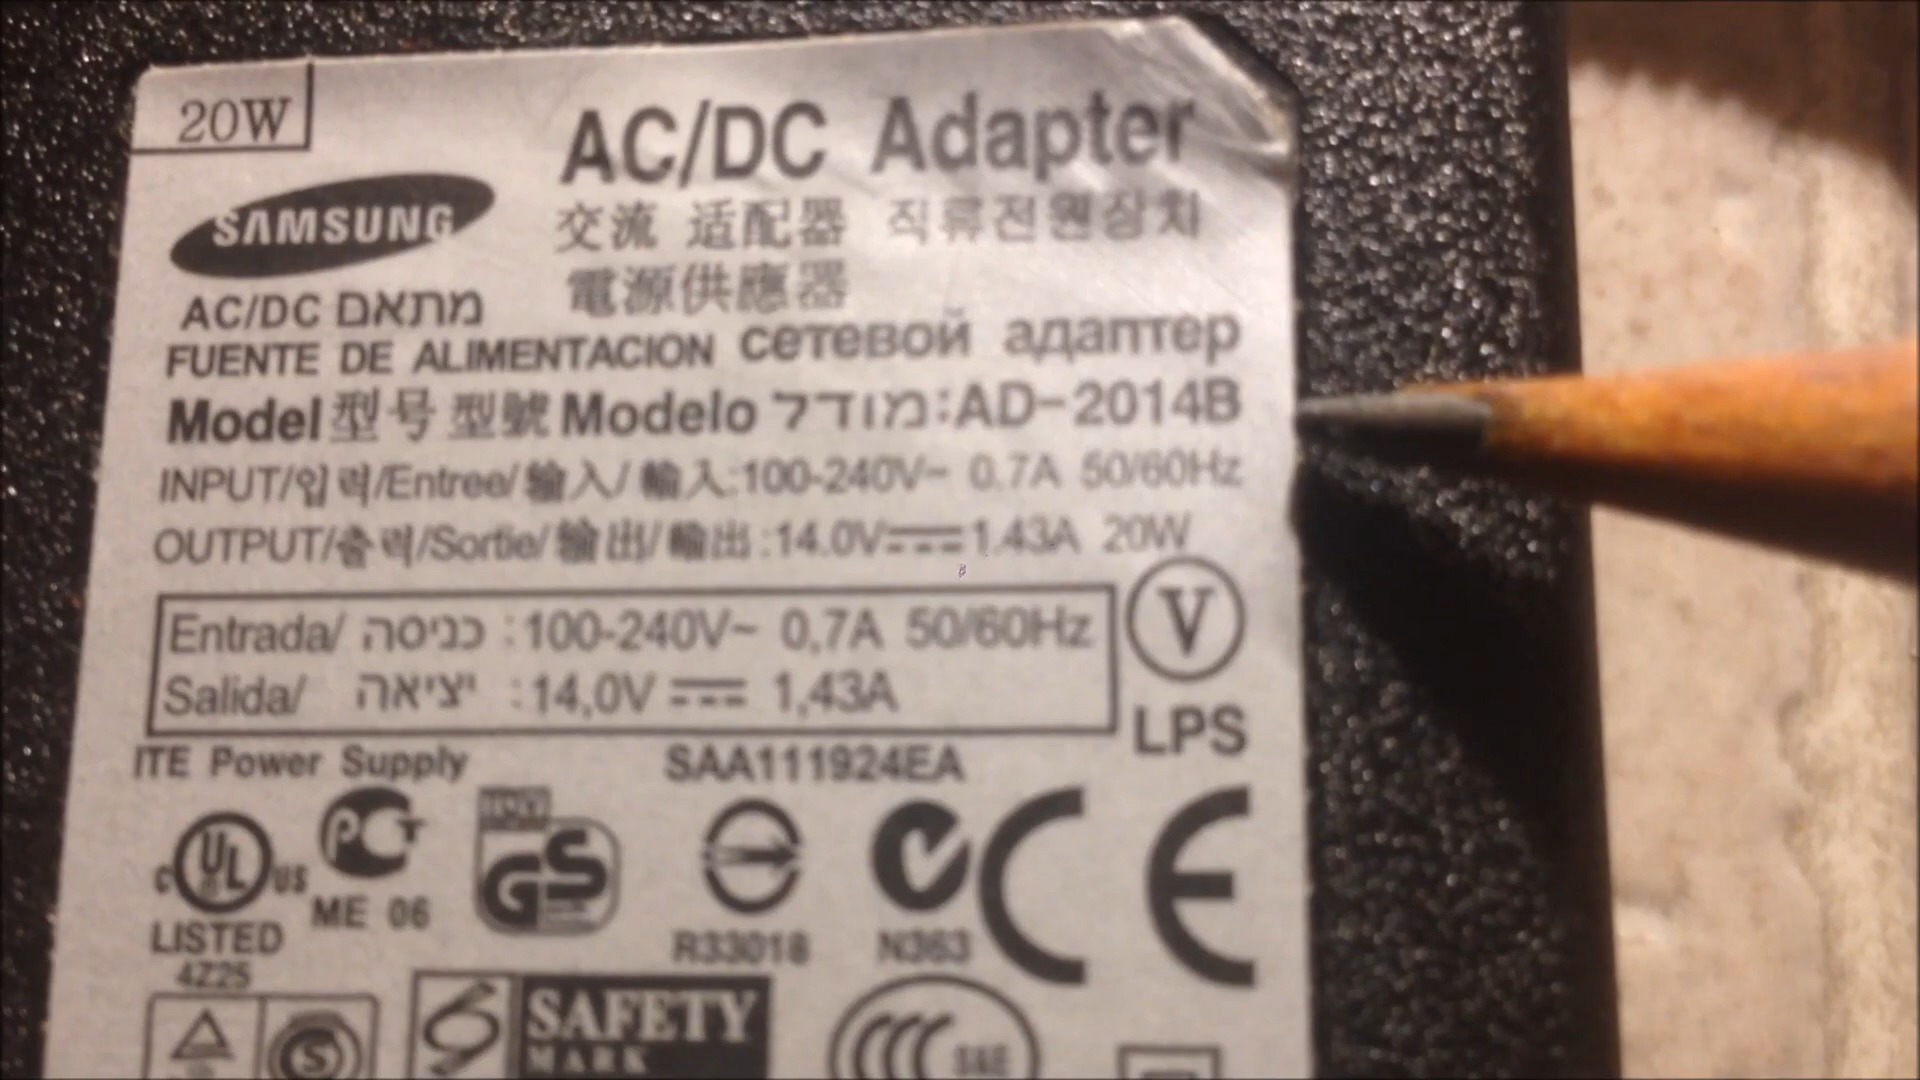 20W
AC/DC Adapter
SAMSUNG
交流 适配器 직류전원장치
電源供應器
AC/DC מתאם
FUENTE DE ALIMENTACION сетевой адаптер
Model 型号 型號 Modelo מודל:AD-2014B
INPUT/입력/Entree/输入/輸入:100-240V~ 0.7A 50/60Hz
OUTPUT/출력/Sortie/输出/輸出:14.0V⎓1.43A 20W
Entrada/ כניסה :100-240V~ 0,7A 50/60Hz
Salida/ יציאה :14,0V ⎓ 1,43A
V
LPS
ITE Power Supply SAA111924EA
c UL US
PCT
GS
CE
ME 06
LISTED
R33018 N363
4Z25
S
SAFETY
MARK
CCC S&E